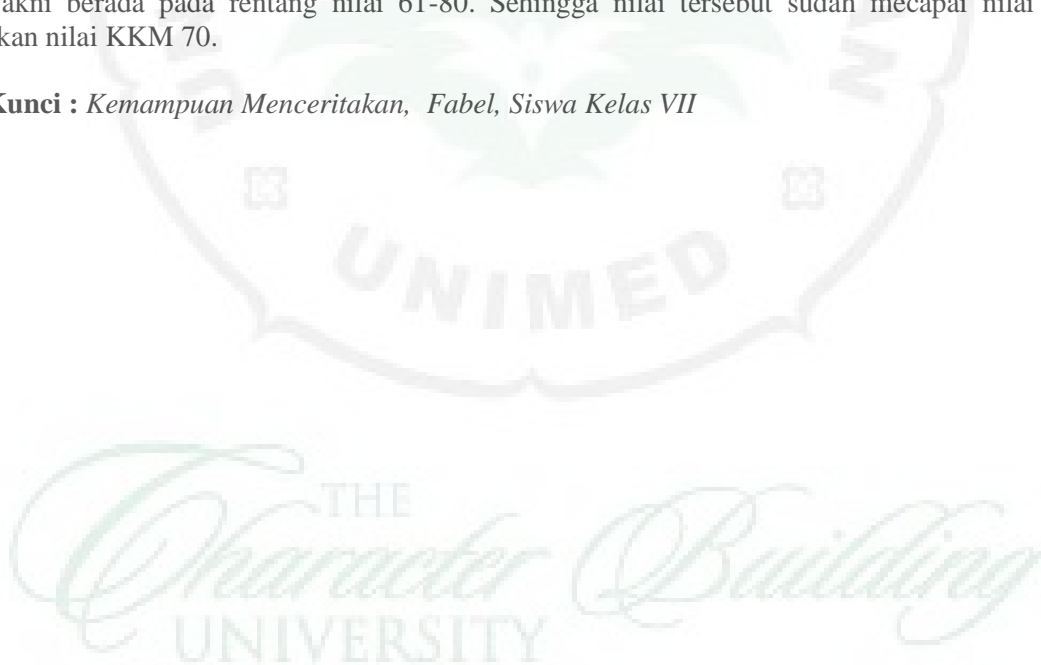 akni berada pada rentang nilai 61-80. Sehingga nilai tersebut sudah mecapai nilai
kan nilai KKM 70.
Kunci : Kemampuan Menceritakan, Fabel, Siswa Kelas VII
UNIMED
THE
Character Building
UNIVERSITY